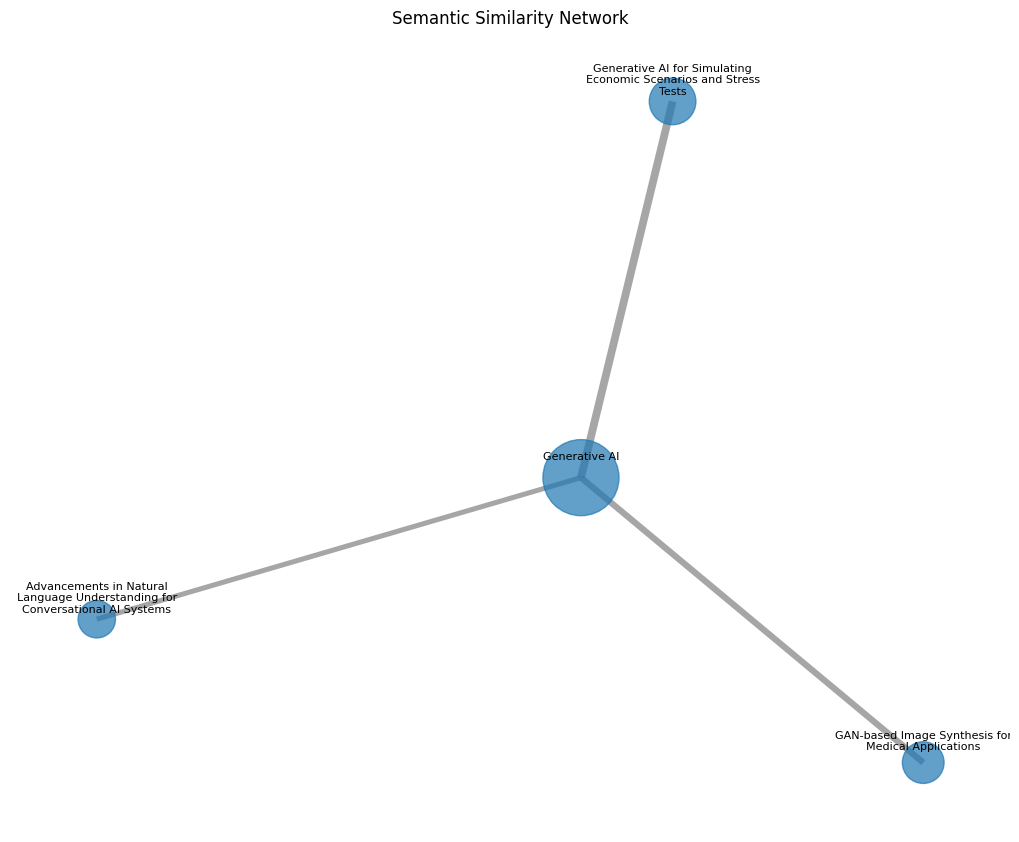 Semantic Similarity Network
Generative AI for Simulating
Economic Scenarios and Stress
Tests
Generative AI
Advancements in Natural
Language Understanding for
Conversational AI Systems
GAN-based Image Synthesis for
Medical Applications